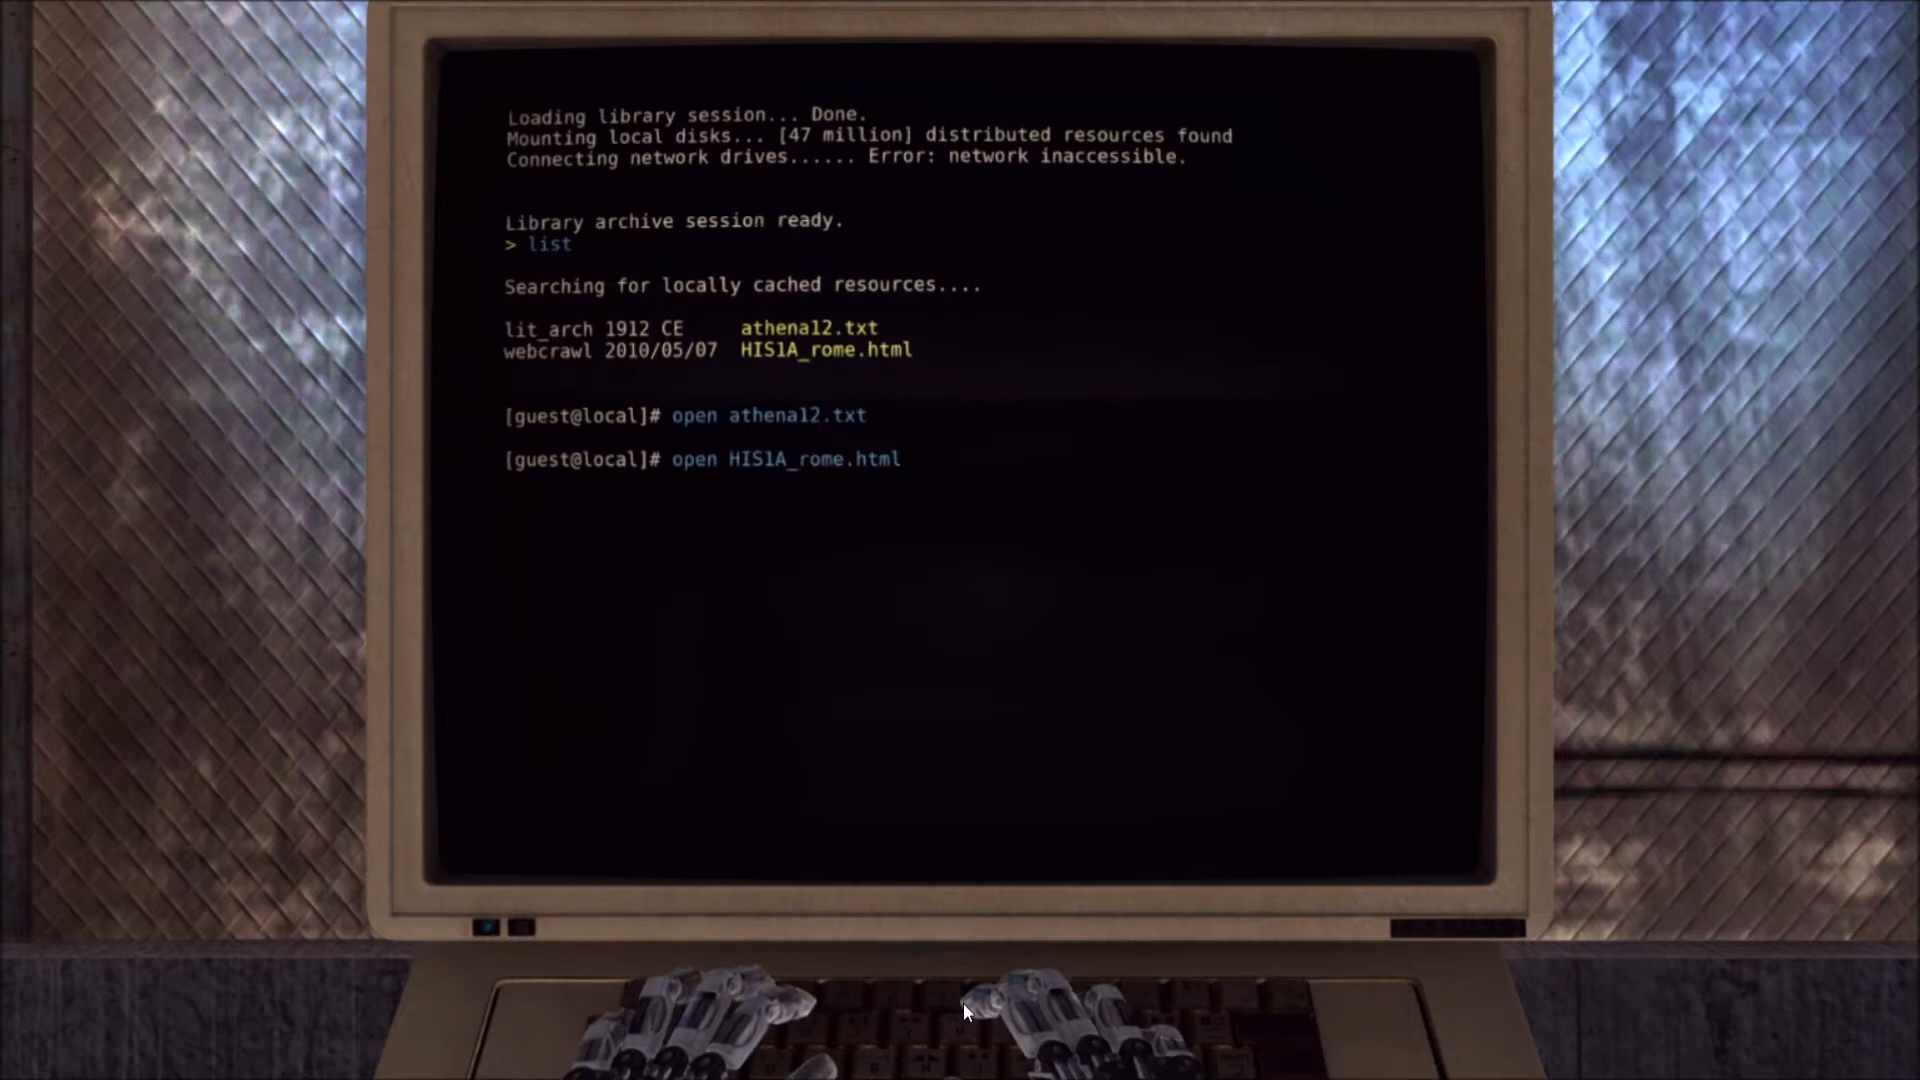 Loading library session... Done.
Mounting local disks... [47 million] distributed resources found
Connecting network drives...... Error: network inaccessible.
Library archive session ready.
> list
Searching for locally cached resources....
lit_arch 1912 CE athena12.txt
webcrawl 2010/05/07 HIS1A_rome.html
[guest@local]# open athena12.txt
[guest@local]# open HIS1A_rome.html